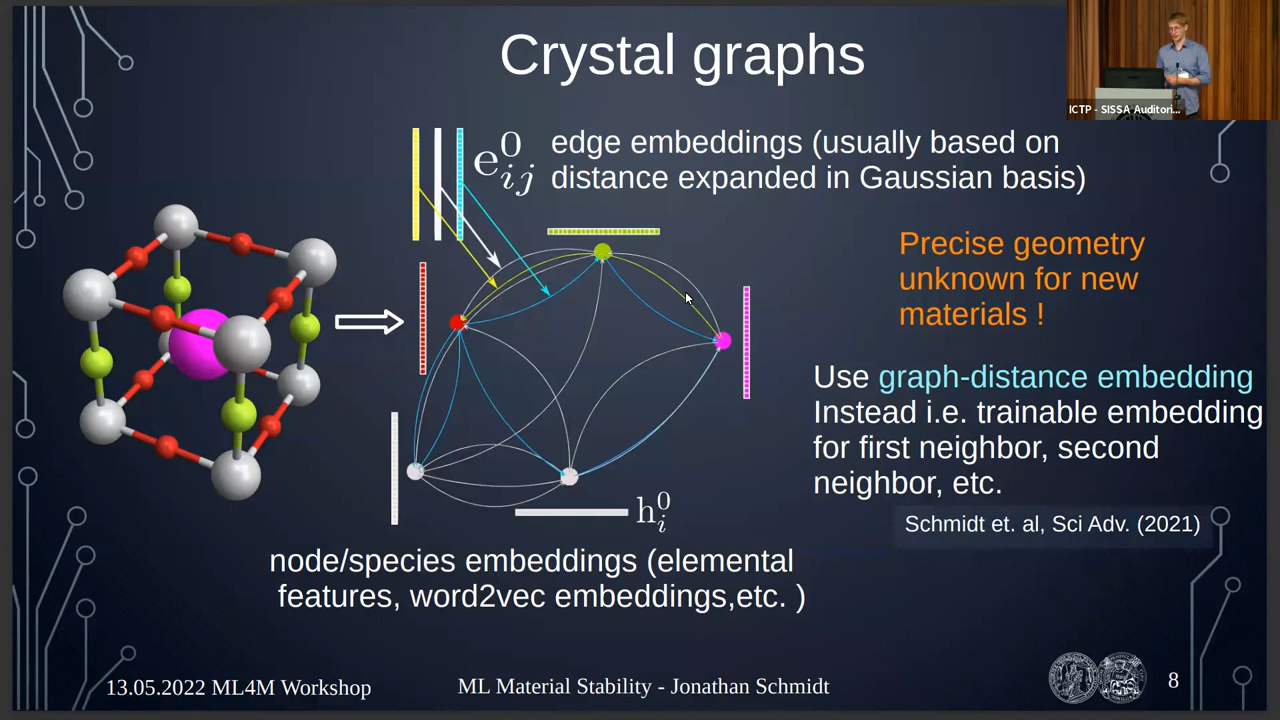 Crystal graphs
ICTP - SISSA Auditori...
e⁰ᵢⱼ
edge embeddings (usually based on
distance expanded in Gaussian basis)
Precise geometry
unknown for new
materials !
Use graph-distance embedding
Instead i.e. trainable embedding
for first neighbor, second
neighbor, etc.
Schmidt et. al, Sci Adv. (2021)
h⁰ᵢ
node/species embeddings (elemental
features, word2vec embeddings,etc. )
13.05.2022 ML4M Workshop
ML Material Stability - Jonathan Schmidt
8